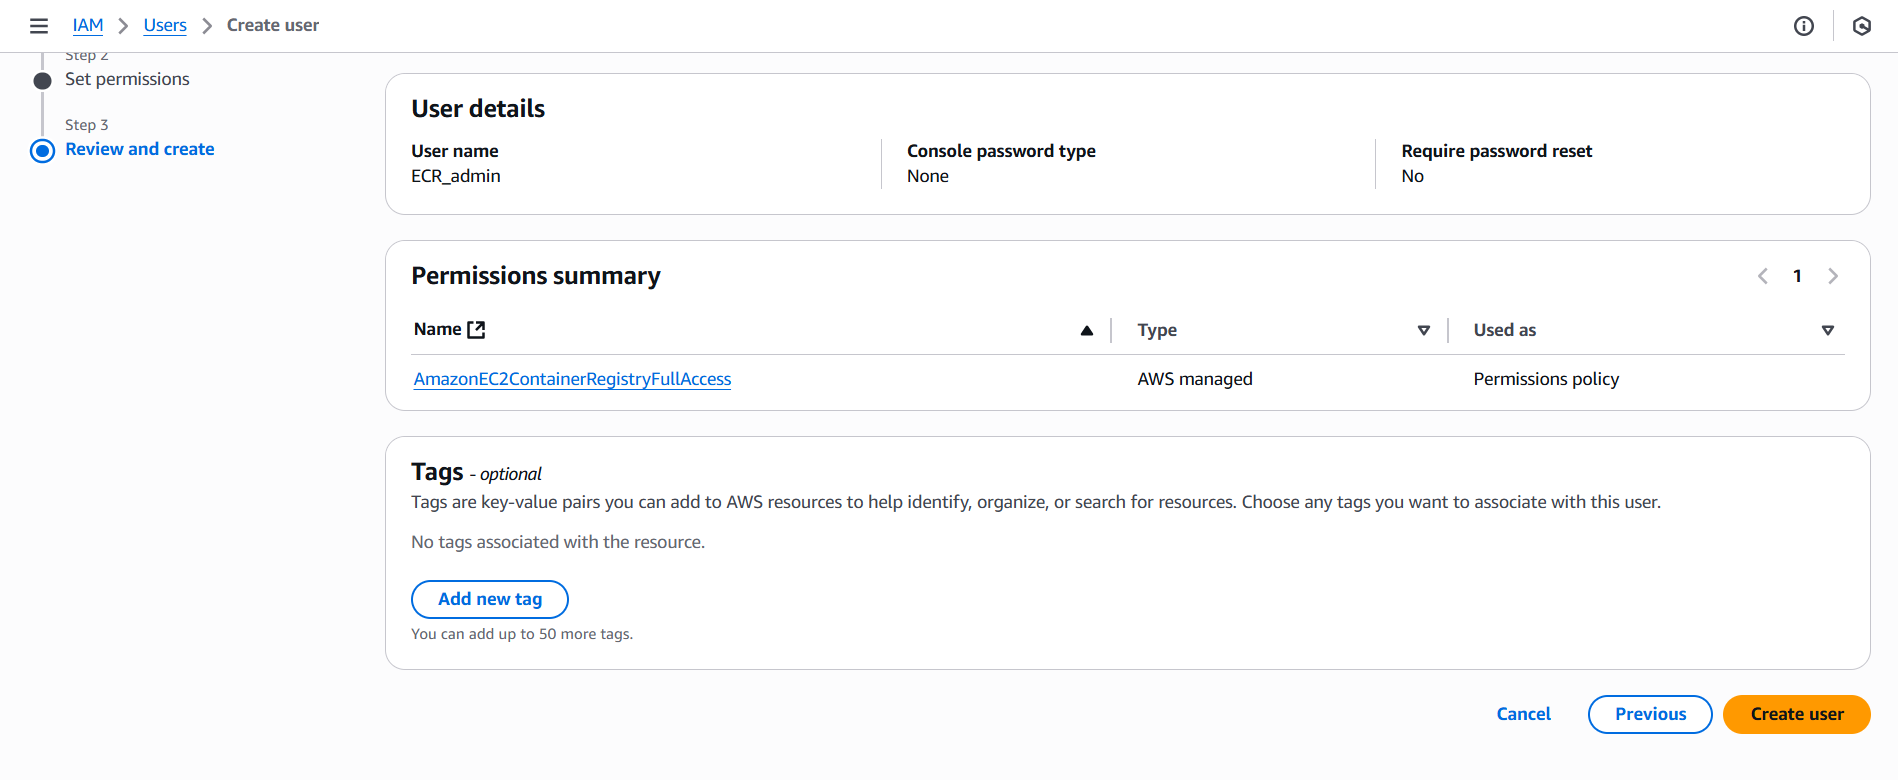 IAM > Users > Create user
Step 2
Set permissions
Step 3
Review and create
User details
User name
ECR_admin
Console password type
None
Require password reset
No
Permissions summary
1
Name
Type
Used as
AmazonEC2ContainerRegistryFullAccess
AWS managed
Permissions policy
Tags - optional
Tags are key-value pairs you can add to AWS resources to help identify, organize, or search for resources. Choose any tags you want to associate with this user.
No tags associated with the resource.
Add new tag
You can add up to 50 more tags.
Cancel
Previous
Create user